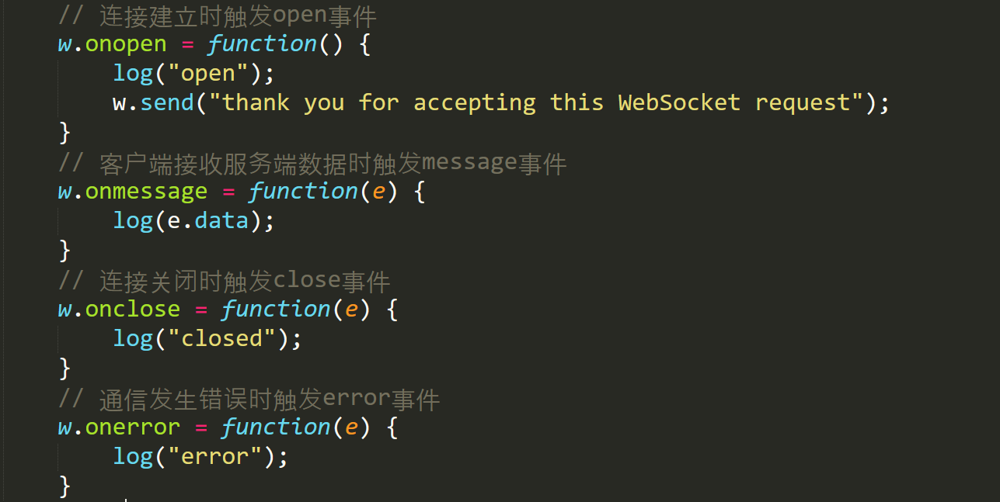 // 连接建立时触发open事件
w.onopen = function() {
log("open");
w.send("thank you for accepting this WebSocket request");
}
// 客户端接收服务端数据时触发message事件
w.onmessage = function(e) {
log(e.data);
}
// 连接关闭时触发close事件
w.onclose = function(e) {
log("closed");
}
// 通信发生错误时触发error事件
w.onerror = function(e) {
log("error");
}